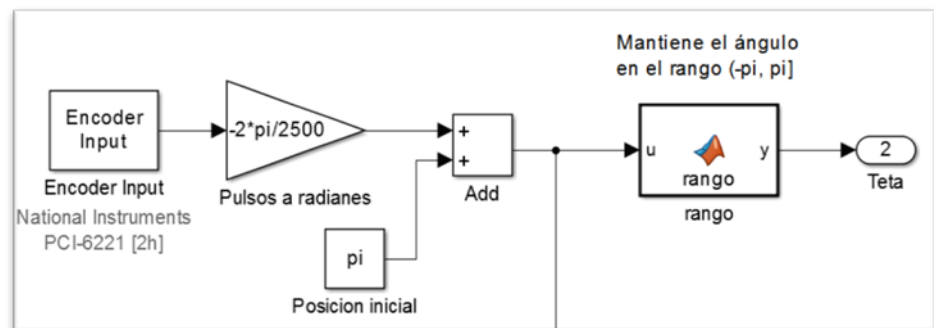 Mantiene el ángulo
en el rango (-pi, pi]
Encoder
Input
Encoder Input
National Instruments
PCI-6221 [2h]
-2*pi/2500
Pulsos a radianes
+
+
Add
pi
Posicion inicial
u
y
rango
rango
2
Teta